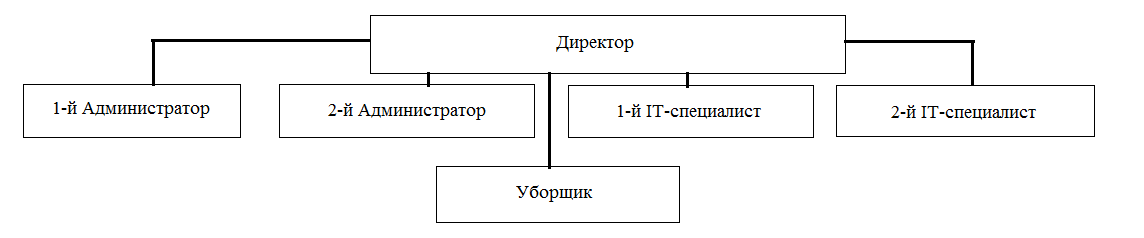 Директор
1-й Администратор
2-й Администратор
1-й IT-специалист
2-й IT-специалист
Уборщик